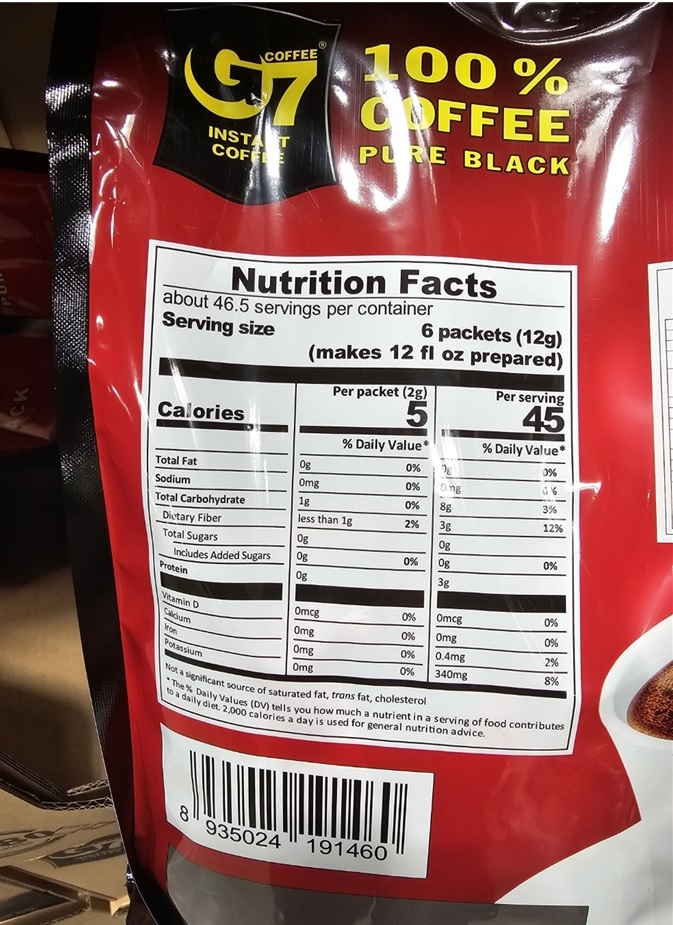 COFFEE®
G7
INSTANT
COFFEE
100 %
COFFEE
PURE BLACK
Nutrition Facts
about 46.5 servings per container
Serving size 6 packets (12g)
(makes 12 fl oz prepared)
Per packet (2g) Per serving
Calories 5 45
% Daily Value* % Daily Value*
Total Fat 0g 0% 0g 0%
Sodium 0mg 0% 0mg 0%
Total Carbohydrate 1g 0% 8g 3%
Dietary Fiber less than 1g 2% 3g 12%
Total Sugars 0g 0g
Includes Added Sugars 0g 0% 0g 0%
Protein 0g 3g
Vitamin D 0mcg 0% 0mcg 0%
Calcium 0mg 0% 0mg 0%
Iron 0mg 0% 0.4mg 2%
Potassium 0mg 0% 340mg 8%
Not a significant source of saturated fat, trans fat, cholesterol
* The % Daily Values (DV) tells you how much a nutrient in a serving of food contributes
to a daily diet. 2,000 calories a day is used for general nutrition advice.
8 935024 191460